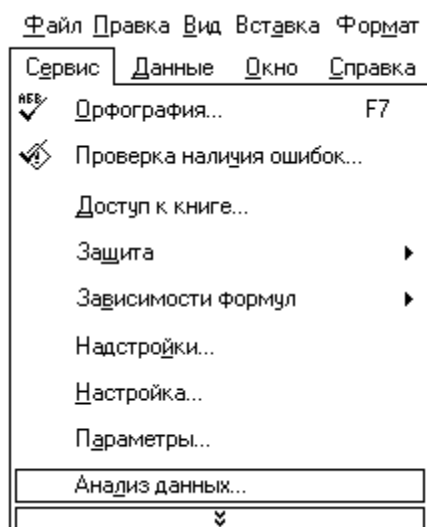 Файл Правка Вид Вставка Формат
Сервис Данные Окно Справка
АБВ Орфография... F7
Проверка наличия ошибок...
Доступ к книге...
Защита
Зависимости формул
Надстройки...
Настройка...
Параметры...
Анализ данных...